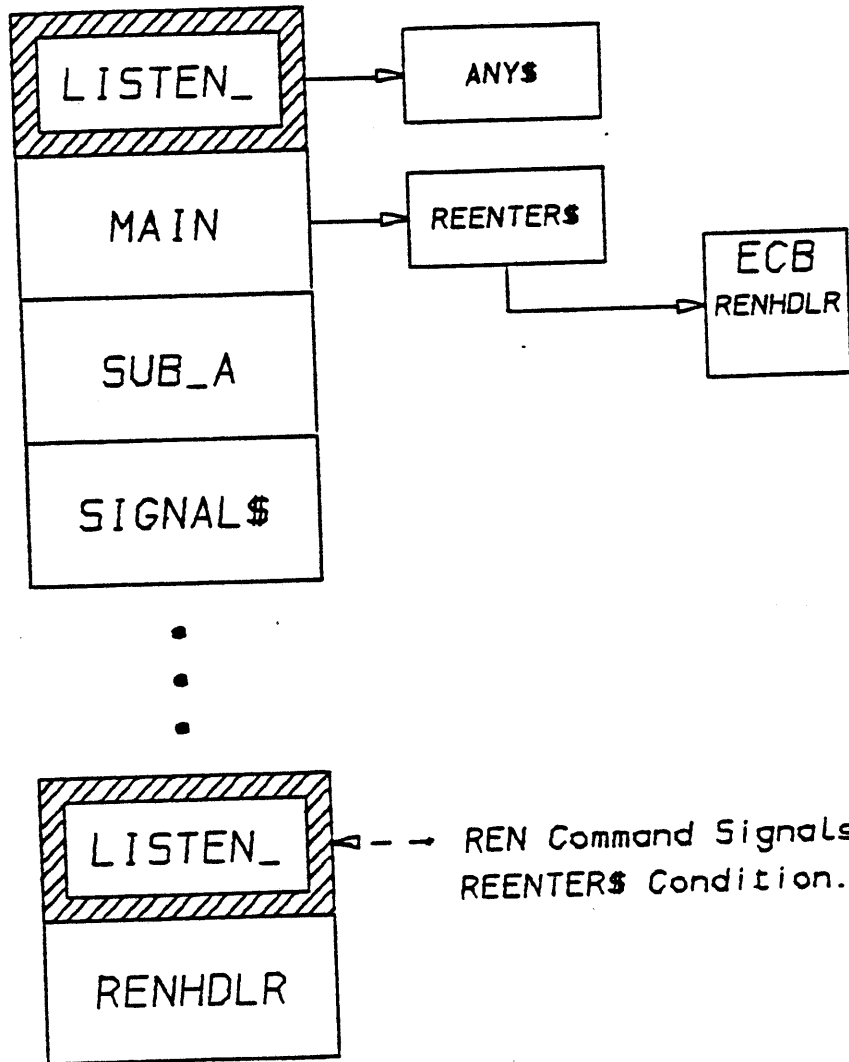 LISTEN_
ANY$
MAIN
REENTER$
ECB
RENHDLR
SUB_A
SIGNAL$
LISTEN_
REN Command Signals
REENTER$ Condition.
RENHDLR